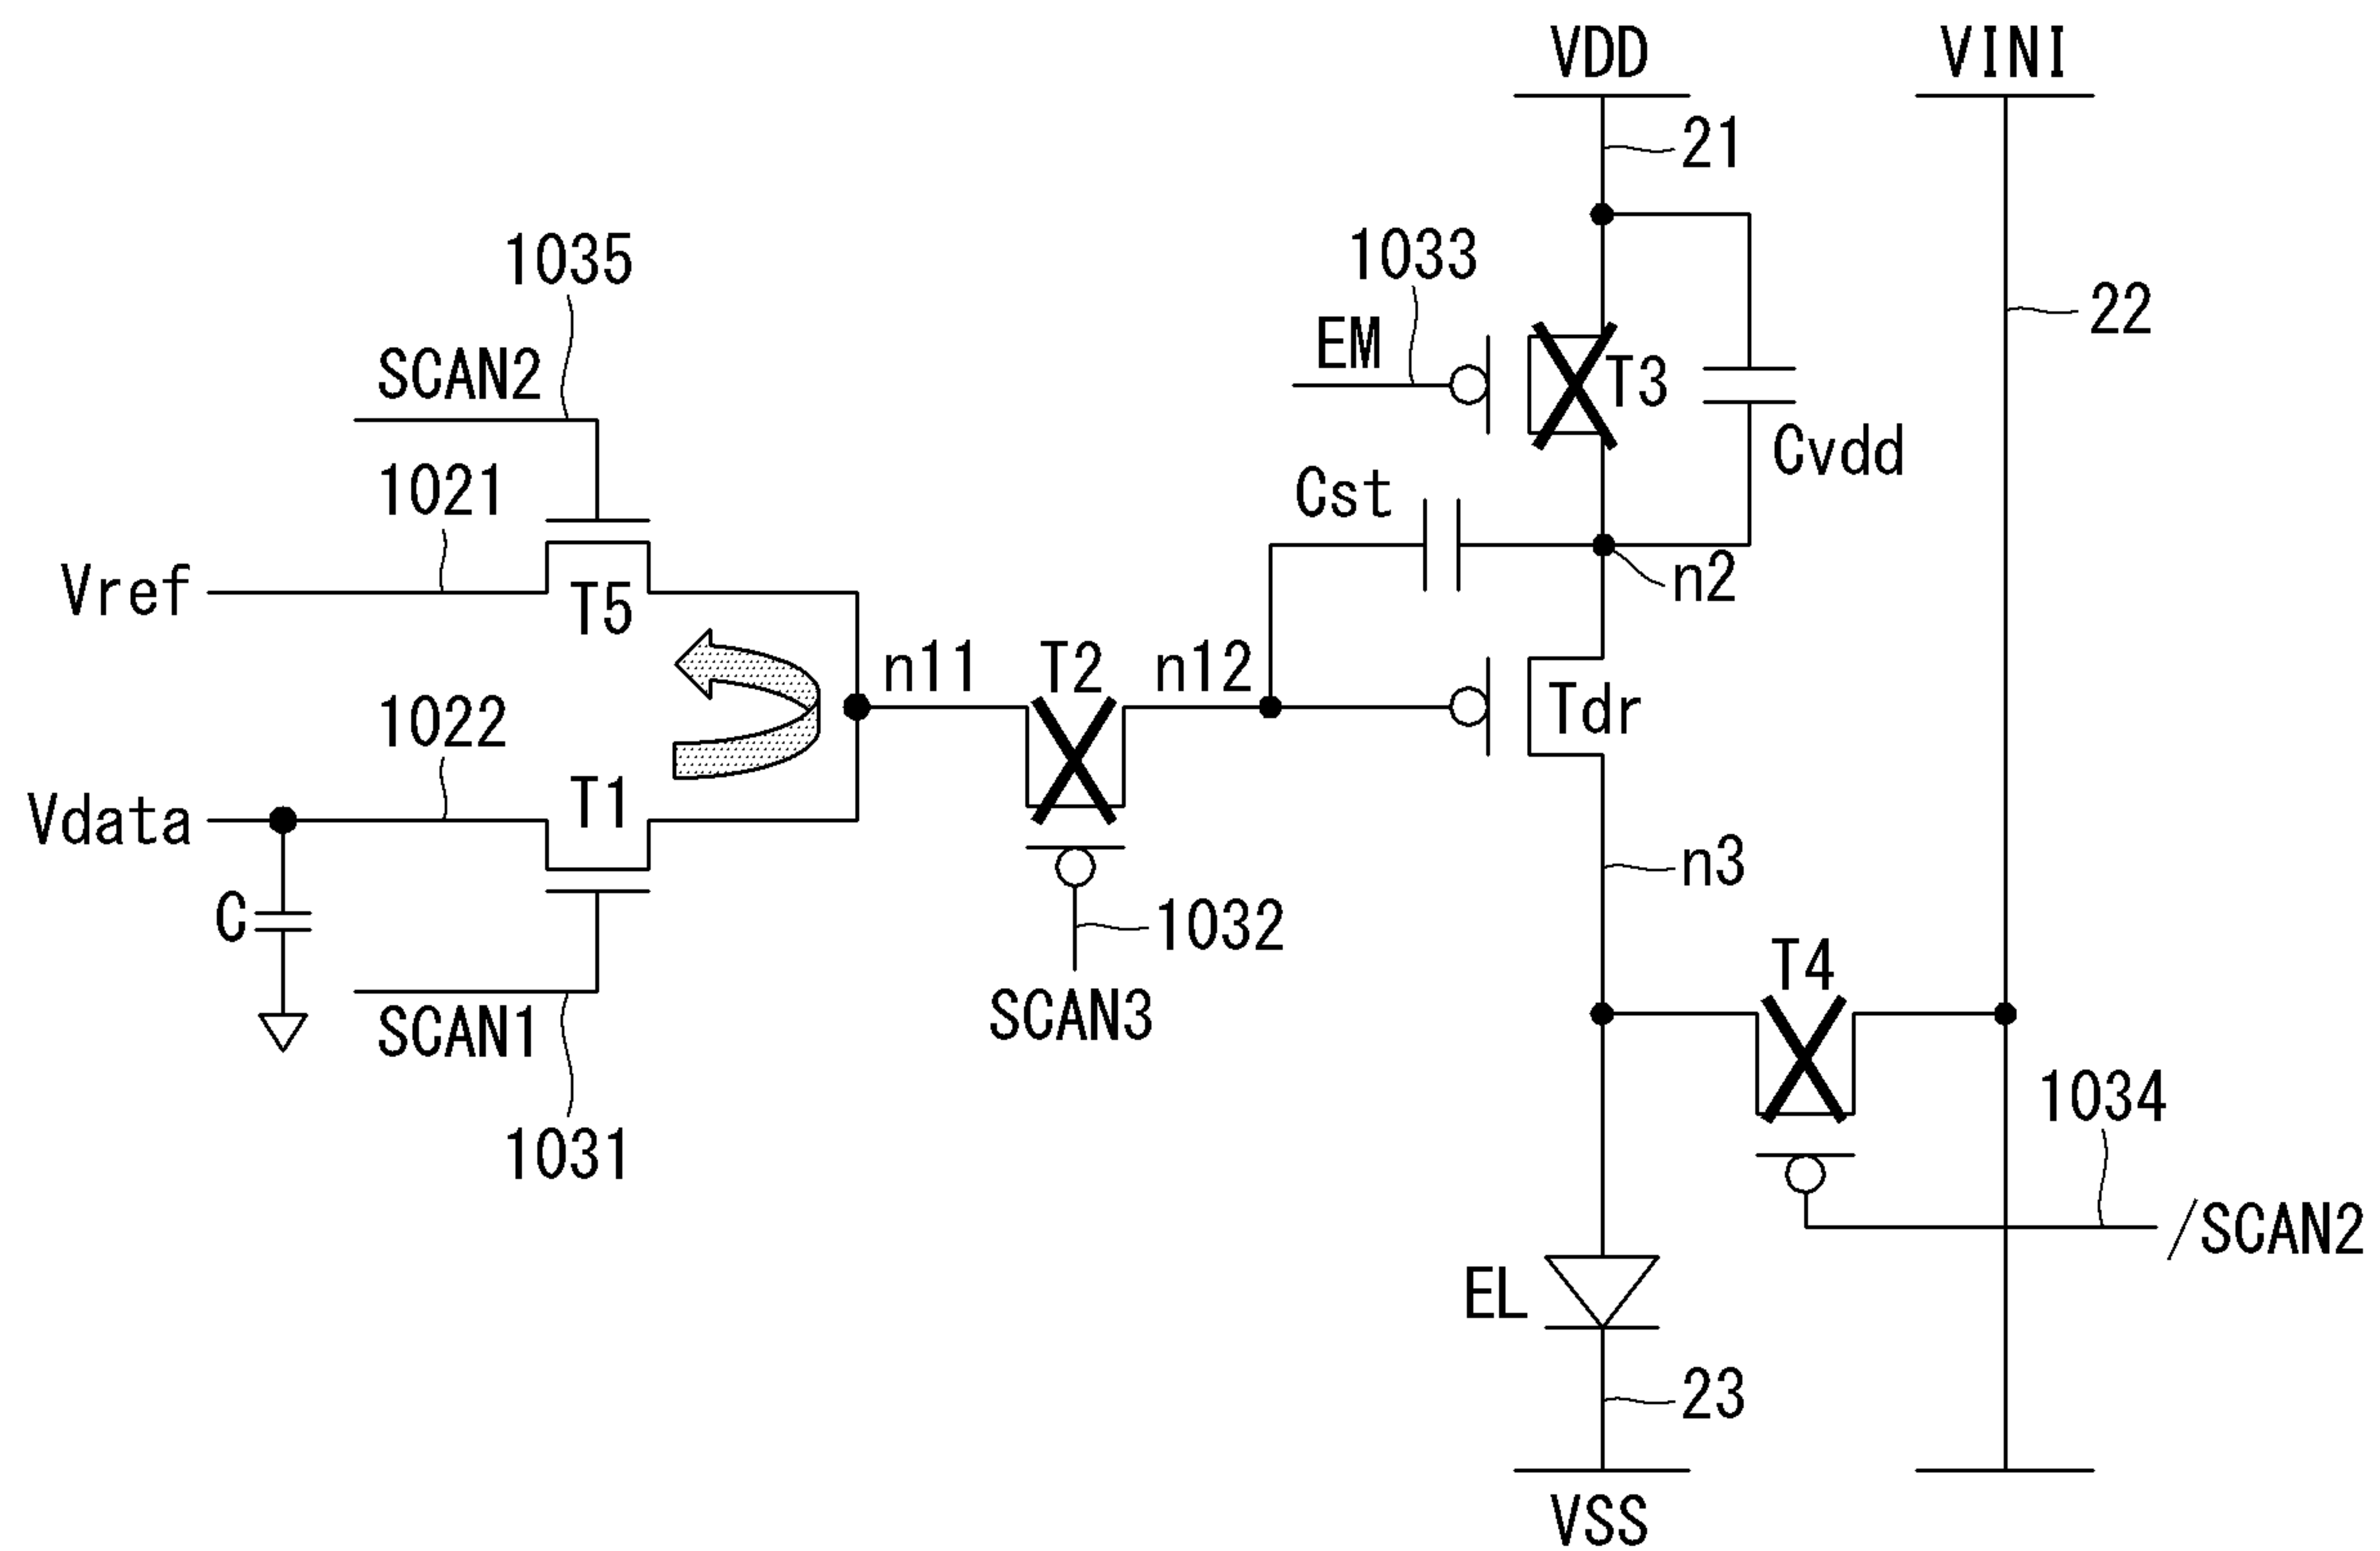 VDD
VINI
21
1035
1033
22
SCAN2
EM
T3
1021
Cst
Cvdd
Vref
T5
n2
n11
T2
n12
1022
Tdr
Vdata
T1
C
1032
n3
SCAN1
SCAN3
T4
1031
1034
/SCAN2
EL
23
VSS